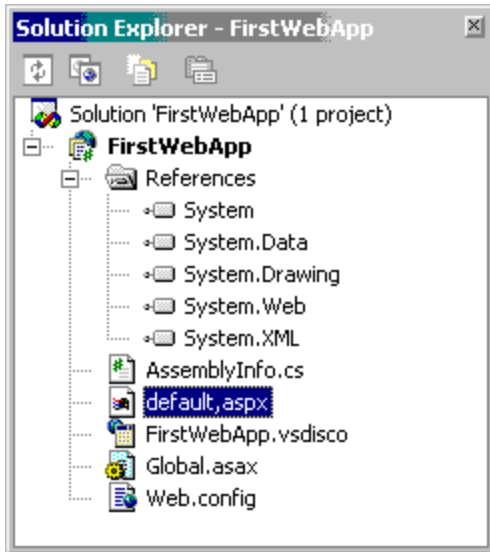 Solution Explorer - FirstWebApp
Solution 'FirstWebApp' (1 project)
FirstWebApp
References
System
System.Data
System.Drawing
System.Web
System.XML
AssemblyInfo.cs
default,aspx
FirstWebApp.vsdisco
Global.asax
Web.config